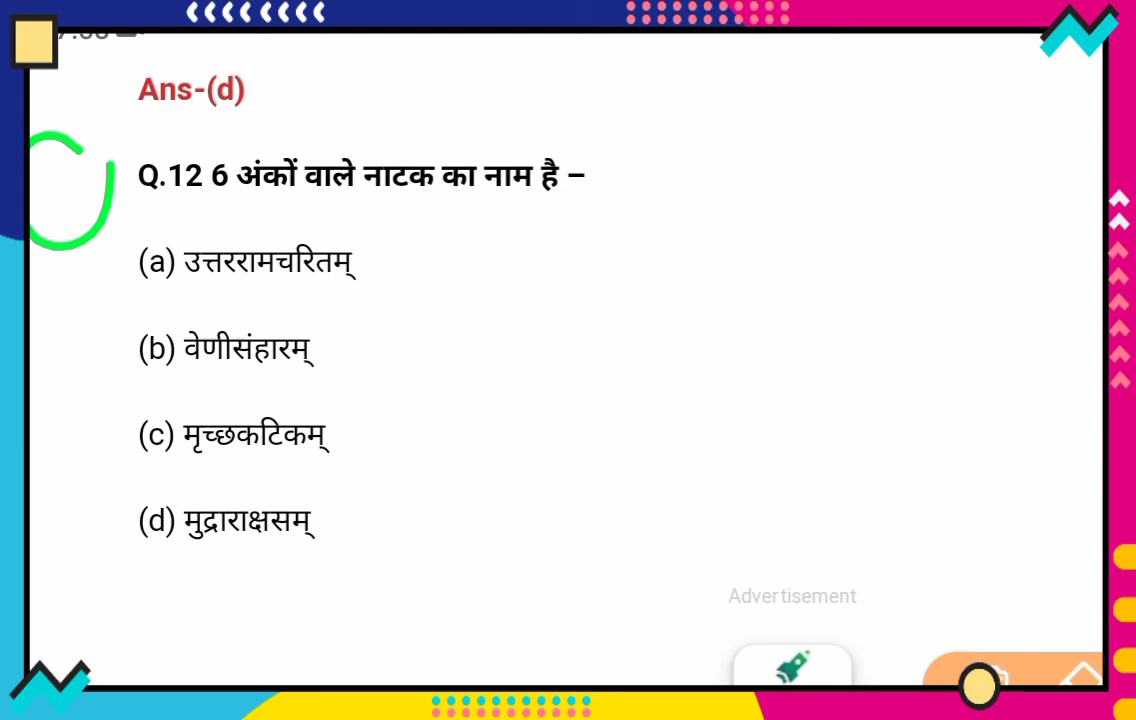 Ans-(d)
Q.12 6 अंकों वाले नाटक का नाम है –
(a) उत्तररामचरितम्
(b) वेणीसंहारम्
(c) मृच्छकटिकम्
(d) मुद्राराक्षसम्
Advertisement